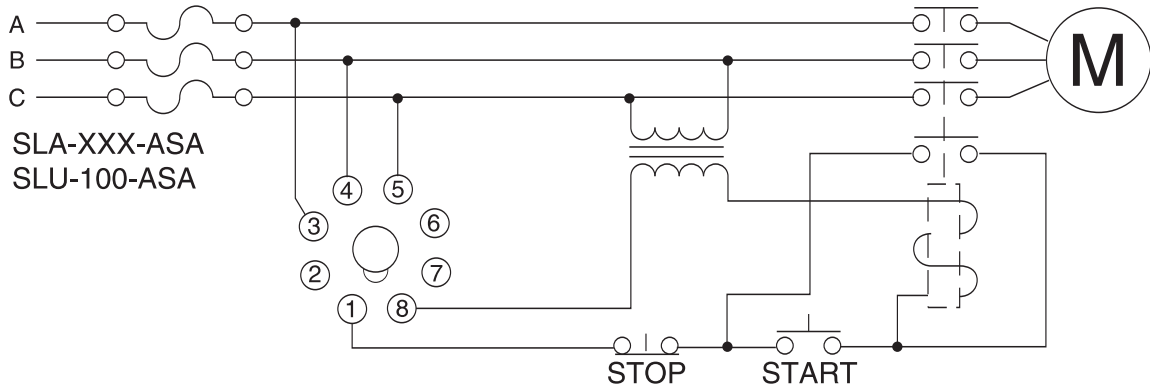 A
B
C
M
SLA-XXX-ASA
SLU-100-ASA
4
5
3
6
2
7
1
8
STOP
START